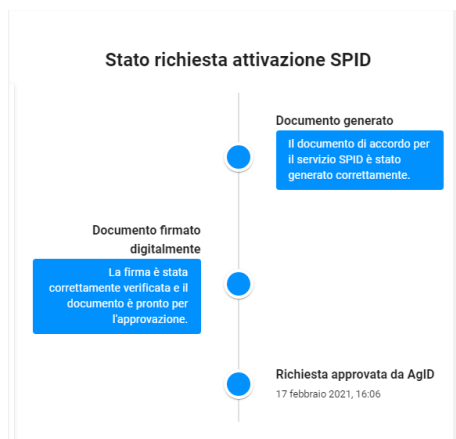 Stato richiesta attivazione SPID
Documento generato
Il documento di accordo per
il servizio SPID è stato
generato correttamente.
Documento firmato
digitalmente
La firma è stata
correttamente verificata e il
documento è pronto per
l'approvazione.
Richiesta approvata da AgID
17 febbraio 2021, 16:06